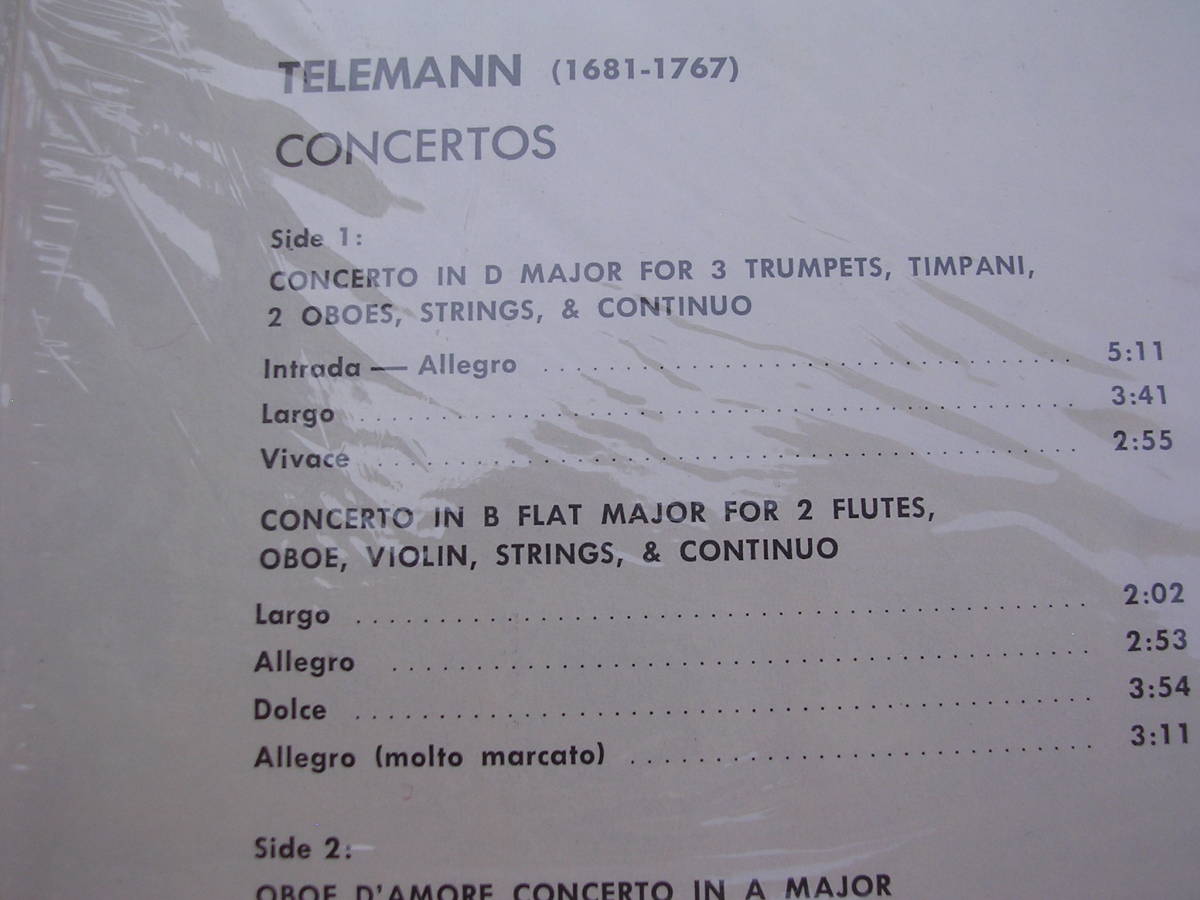 TELEMANN (1681-1767)
CONCERTOS
Side 1:
CONCERTO IN D MAJOR FOR 3 TRUMPETS, TIMPANI,
2 OBOES, STRINGS, & CONTINUO
Intrada — Allegro 5:11
Largo 3:41
Vivace 2:55
CONCERTO IN B FLAT MAJOR FOR 2 FLUTES,
OBOE, VIOLIN, STRINGS, & CONTINUO
Largo 2:02
Allegro 2:53
Dolce 3:54
Allegro (molto marcato) 3:11
Side 2:
OBOE D'AMORE CONCERTO IN A MAJOR